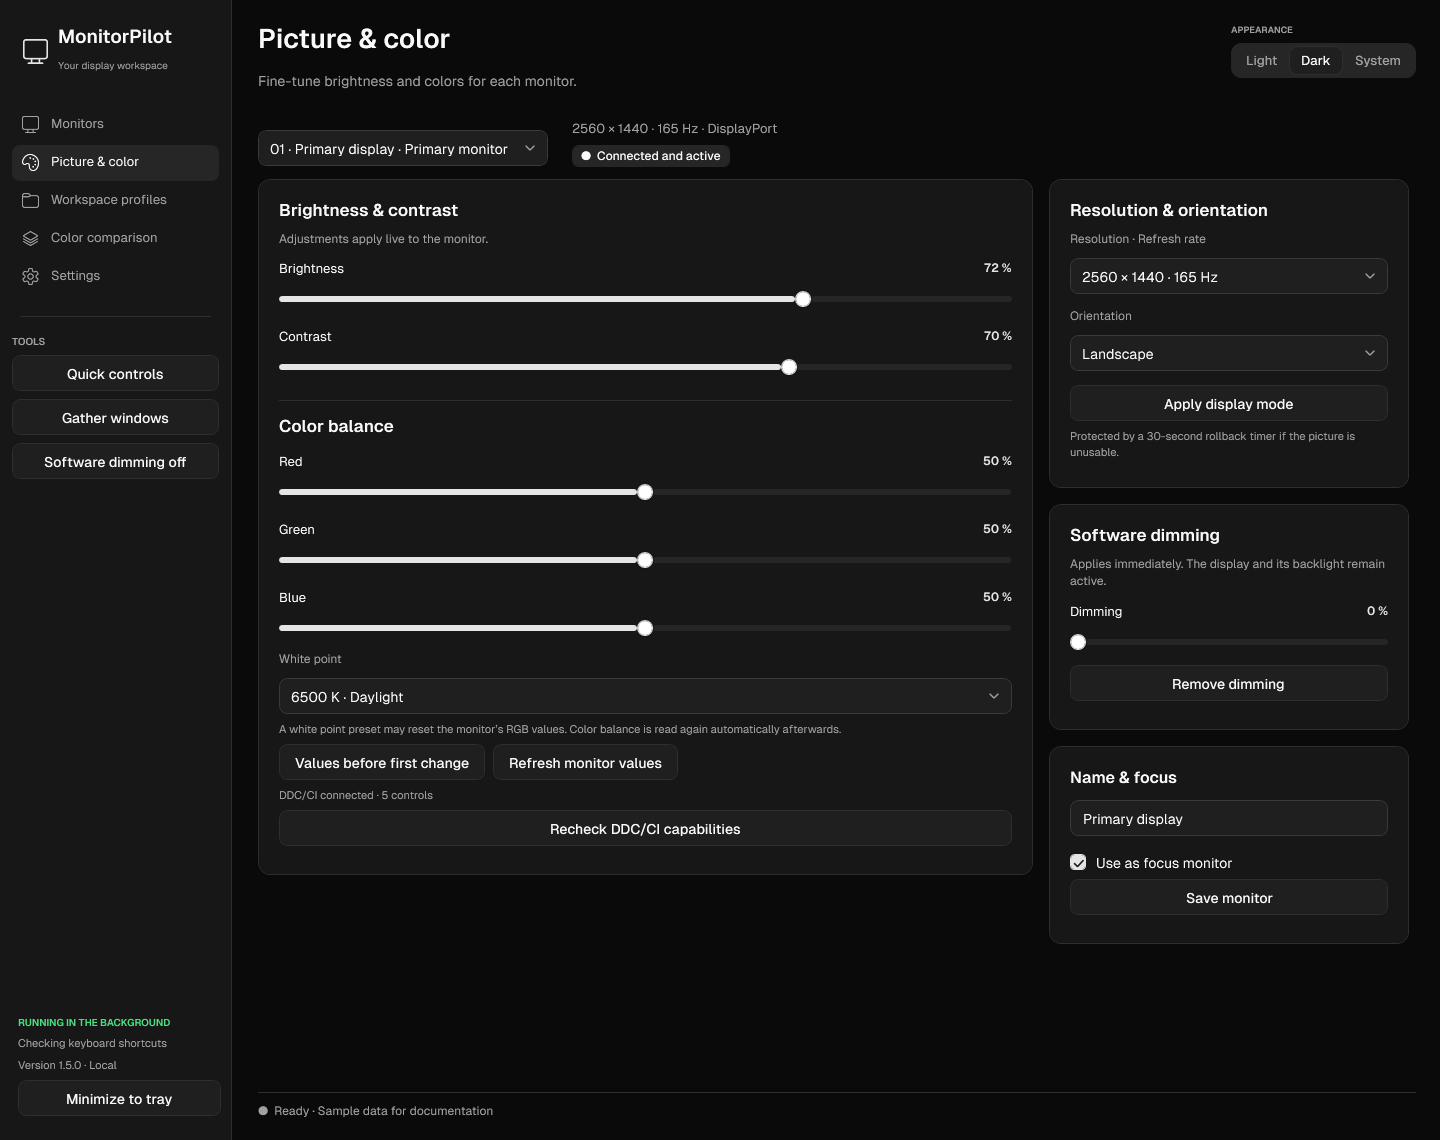 MonitorPilot
Your display workspace
Monitors
Picture & color
Workspace profiles
Color comparison
Settings
TOOLS
Quick controls
Gather windows
Software dimming off
RUNNING IN THE BACKGROUND
Checking keyboard shortcuts
Version 1.5.0 · Local
Minimize to tray
Picture & color
Fine-tune brightness and colors for each monitor.
APPEARANCE
Light Dark System
01 · Primary display · Primary monitor
2560 × 1440 · 165 Hz · DisplayPort
Connected and active
Brightness & contrast
Adjustments apply live to the monitor.
Brightness 72 %
Contrast 70 %
Color balance
Red 50 %
Green 50 %
Blue 50 %
White point
6500 K · Daylight
A white point preset may reset the monitor's RGB values. Color balance is read again automatically afterwards.
Values before first change Refresh monitor values
DDC/CI connected · 5 controls
Recheck DDC/CI capabilities
Resolution & orientation
Resolution · Refresh rate
2560 × 1440 · 165 Hz
Orientation
Landscape
Apply display mode
Protected by a 30-second rollback timer if the picture is
unusable.
Software dimming
Applies immediately. The display and its backlight remain
active.
Dimming 0 %
Remove dimming
Name & focus
Primary display
Use as focus monitor
Save monitor
Ready · Sample data for documentation